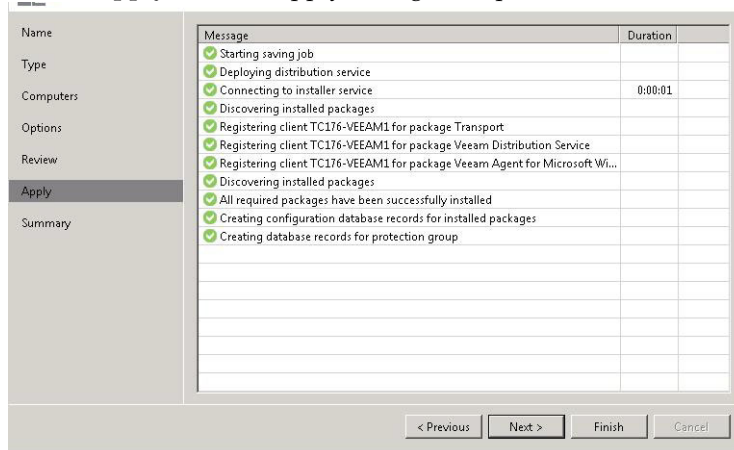 Name
Type
Computers
Options
Review
Apply
Summary
Message Duration
Starting saving job
Deploying distribution service
Connecting to installer service 0:00:01
Discovering installed packages
Registering client TC176-VEEAM1 for package Transport
Registering client TC176-VEEAM1 for package Veeam Distribution Service
Registering client TC176-VEEAM1 for package Veeam Agent for Microsoft Wi...
Discovering installed packages
All required packages have been successfully installed
Creating configuration database records for installed packages
Creating database records for protection group
< Previous Next > Finish Cancel